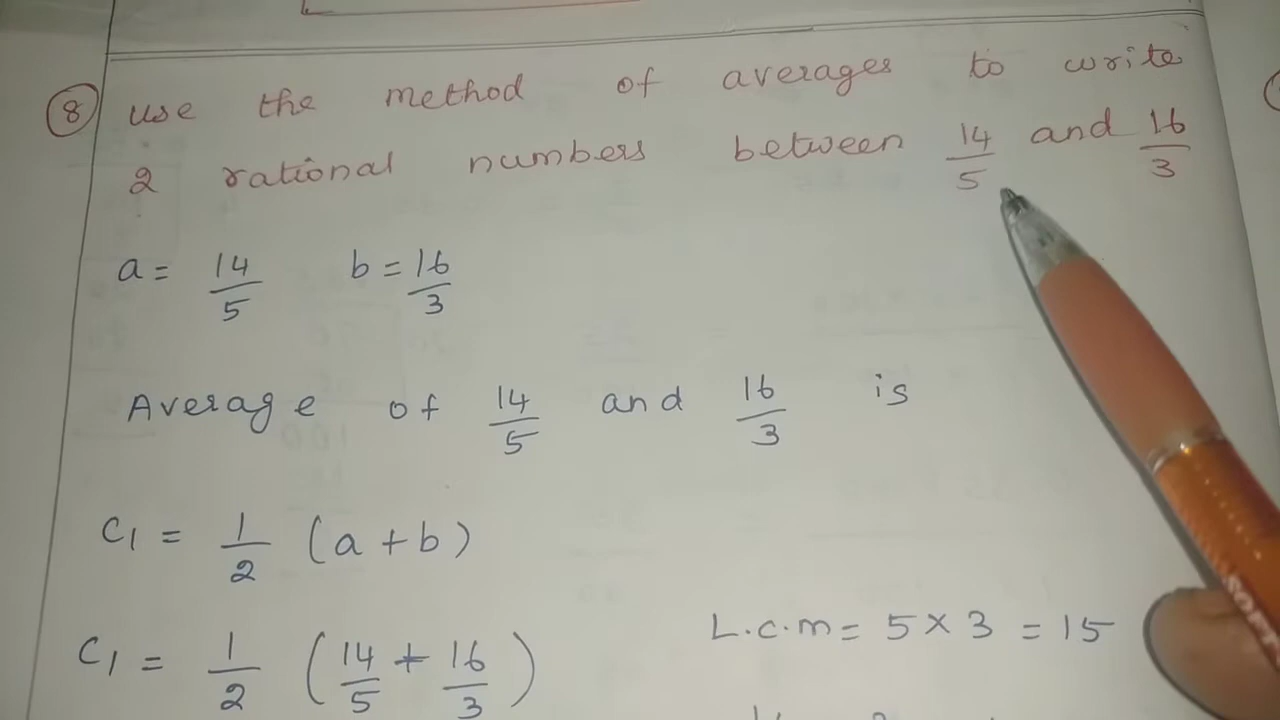 8 use the method of averages to write
2 rational numbers between 14/5 and 16/3
a = 14/5 b = 16/3
Average of 14/5 and 16/3 is
C1 = 1/2 (a + b)
L.c.m = 5 × 3 = 15
C1 = 1/2 (14/5 + 16/3)
SOFT